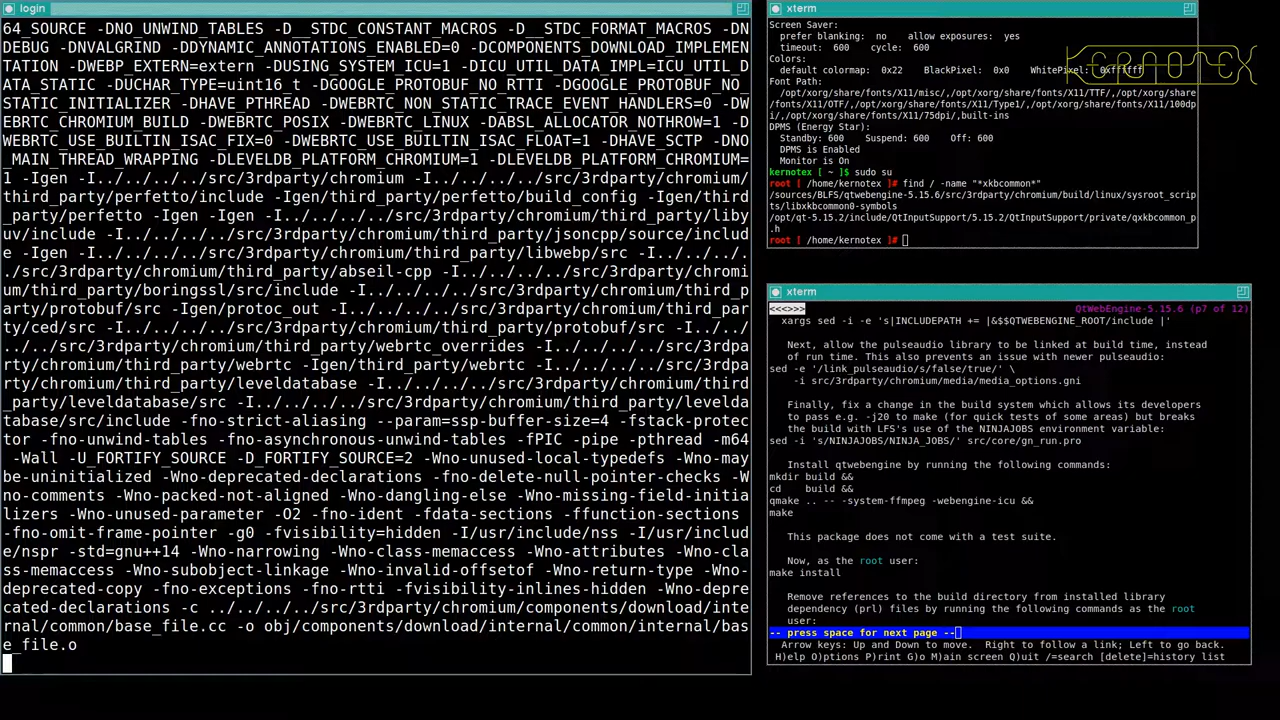 login
64_SOURCE -DNO_UNWIND_TABLES -D__STDC_CONSTANT_MACROS -D__STDC_FORMAT_MACROS -DN
DEBUG -DNVALGRIND -DDYNAMIC_ANNOTATIONS_ENABLED=0 -DCOMPONENTS_DOWNLOAD_IMPLEMEN
TATION -DWEBP_EXTERN=extern -DUSING_SYSTEM_ICU=1 -DICU_UTIL_DATA_IMPL=ICU_UTIL_D
ATA_STATIC -DUCHAR_TYPE=uint16_t -DGOOGLE_PROTOBUF_NO_RTTI -DGOOGLE_PROTOBUF_NO_
STATIC_INITIALIZER -DHAVE_PTHREAD -DWEBRTC_NON_STATIC_TRACE_EVENT_HANDLERS=0 -DW
EBRTC_CHROMIUM_BUILD -DWEBRTC_POSIX -DWEBRTC_LINUX -DABSL_ALLOCATOR_NOTHROW=1 -D
WEBRTC_USE_BUILTIN_ISAC_FIX=0 -DWEBRTC_USE_BUILTIN_ISAC_FLOAT=1 -DHAVE_SCTP -DNO
_MAIN_THREAD_WRAPPING -DLEVELDB_PLATFORM_CHROMIUM=1 -DLEVELDB_PLATFORM_CHROMIUM=
1 -Igen -I../../../src/3rdparty/chromium -I../../../src/3rdparty/chromium/
third_party/perfetto/include -Igen/third_party/perfetto/build_config -Igen/third
_party/perfetto -Igen -Igen -I../../../src/3rdparty/chromium/third_party/liby
uv/include -I../../../src/3rdparty/chromium/third_party/jsoncpp/source/includ
e -Igen -I../../../src/3rdparty/chromium/third_party/libwebp/src -I../../../.
./src/3rdparty/chromium/third_party/abseil-cpp -I../../../src/3rdparty/chromi
um/third_party/boringssl/src/include -I../../../src/3rdparty/chromium/third_p
arty/protobuf/src -Igen/protoc_out -I../../../src/3rdparty/chromium/third_par
ty/ced/src -I../../../src/3rdparty/chromium/third_party/protobuf/src -I../../
../../src/3rdparty/chromium/third_party/webrtc_overrides -I../../../src/3rdpa
rty/chromium/third_party/webrtc -Igen/third_party/webrtc -I../../../src/3rdpa
rty/chromium/third_party/leveldatabase -I../../../src/3rdparty/chromium/third
_party/leveldatabase/src -I../../../src/3rdparty/chromium/third_party/levelda
tabase/src/include -fno-strict-aliasing --param=ssp-buffer-size=4 -fstack-protec
tor -fno-unwind-tables -fno-asynchronous-unwind-tables -fPIC -pipe -pthread -m64
-Wall -U_FORTIFY_SOURCE -D_FORTIFY_SOURCE=2 -Wno-unused-local-typedefs -Wno-may
be-uninitialized -Wno-deprecated-declarations -fno-delete-null-pointer-checks -W
no-comments -Wno-packed-not-aligned -Wno-dangling-else -Wno-missing-field-initia
lizers -Wno-unused-parameter -O2 -fno-ident -fdata-sections -ffunction-sections
-fno-omit-frame-pointer -g0 -fvisibility=hidden -I/usr/include/nss -I/usr/includ
e/nspr -std=gnu++14 -Wno-narrowing -Wno-class-memaccess -Wno-attributes -Wno-cla
ss-memaccess -Wno-subobject-linkage -Wno-invalid-offsetof -Wno-return-type -Wno-
deprecated-copy -fno-exceptions -fno-rtti -fvisibility-inlines-hidden -Wno-depre
cated-declarations -c ../../../src/3rdparty/chromium/components/download/inte
rnal/common/base_file.cc -o obj/components/download/internal/common/internal/bas
e_file.o
xterm
Screen Saver:
prefer blanking: no allow exposures: yes
timeout: 600 cycle: 600
Colors:
default colormap: 0x22 BlackPixel: 0x0 WhitePixel: 0xffffff
Font Path:
/opt/xorg/share/fonts/X11/misc/,/opt/xorg/share/fonts/X11/TTF/,/opt/xorg/share
/fonts/X11/OTF/,/opt/xorg/share/fonts/X11/Type1/,/opt/xorg/share/fonts/X11/100dp
i/,/opt/xorg/share/fonts/X11/75dpi/,built-ins
DPMS (Energy Star):
Standby: 600 Suspend: 600 Off: 600
DPMS is Enabled
Monitor is On
kernotex [ ~ ]$ sudo su
root [ /home/kernotex ]# find / -name "*xkbcommon*"
/sources/BLFS/qtwebengine-5.15.6/src/3rdparty/chromium/build/linux/sysroot_scrip
ts/libxkbcommon0-symbols
/opt/qt-5.15.2/include/QtInputSupport/5.15.2/QtInputSupport/private/qxkbcommon_p
.h
root [ /home/kernotex ]#
KERNOTEX
xterm
<<<>>> QtWebEngine-5.15.6 (p7 of 12)
xargs sed -i -e 's|INCLUDEPATH += |&$$QTWEBENGINE_ROOT/include |'
Next, allow the pulseaudio library to be linked at build time, instead
of run time. This also prevents an issue with newer pulseaudio:
sed -e '/link_pulseaudio/s/false/true/' \
-i src/3rdparty/chromium/media/media_options.gni
Finally, fix a change in the build system which allows its developers
to pass e.g. -j20 to make (for quick tests of some areas) but breaks
the build with LFS's use of the NINJAJOBS environment variable:
sed -i 's/NINJAJOBS/NINJA_JOBS/' src/core/gn_run.pro
Install qtwebengine by running the following commands:
mkdir build &&
cd build &&
qmake .. -- -system-ffmpeg -webengine-icu &&
make
This package does not come with a test suite.
Now, as the root user:
make install
Remove references to the build directory from installed library
dependency (prl) files by running the following commands as the root
user:
-- press space for next page --
Arrow keys: Up and Down to move. Right to follow a link; Left to go back.
H)elp O)ptions P)rint G)o M)ain screen Q)uit /=search [delete]=history list